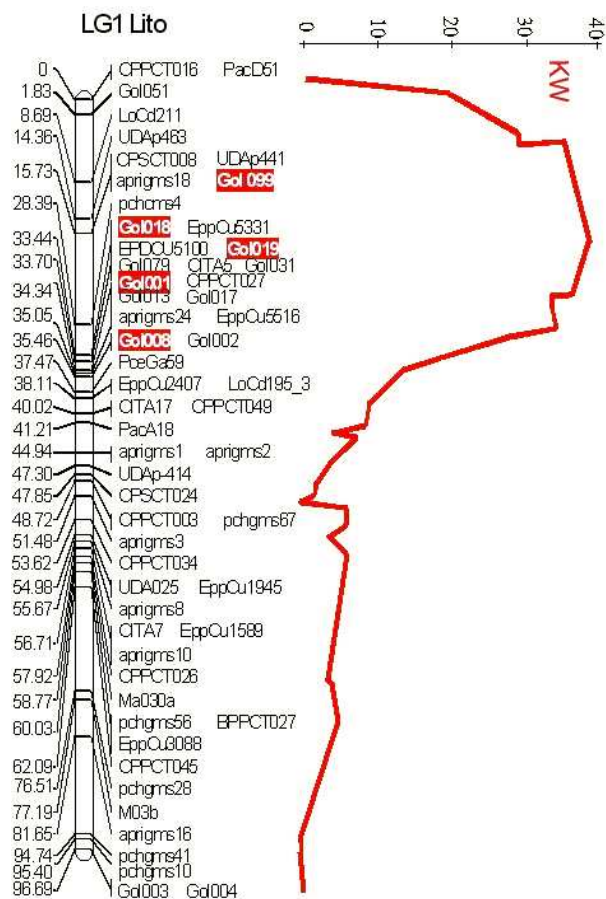 LG1 Lito
0 10 20 30 40
KW
0 CPPCT016 PacD51
1.83 Gol051
8.69 LoCd211
14.36 UDAp463
CPSCT008 UDAp441
15.73 aprigms18 Gol 099
28.39 pchcms4
Gol018 EppCu5331
33.44 EPDCU5100 Gol019
33.70 Gol079 CITA5 Gol031
34.34 Gol001 CPPCT027
Gol013 Gol017
35.05 aprigms24 EppCu5516
35.46 Gol008 Gol002
37.47 PceGa59
38.11 EppCu2407 LoCd195_3
40.02 CITA17 CPPCT049
41.21 PacA18
44.94 aprigms1 aprigms2
47.30 UDAp-414
47.85 CPSCT024
48.72 CPPCT003 pchgms67
51.48 aprigms3
53.62 CPPCT034
54.98 UDA025 EppCu1945
55.67 aprigms8
56.71 CITA7 EppCu1589
aprigms10
57.92 CPPCT026
58.77 Ma030a
60.03 pchgms56 BPPCT027
EppCu3088
62.09 CPPCT045
76.51 pchgms28
77.19 M03b
81.65 aprigms16
94.74 pchgms41
95.40 pchgms10
96.69 Gol003 Gol004